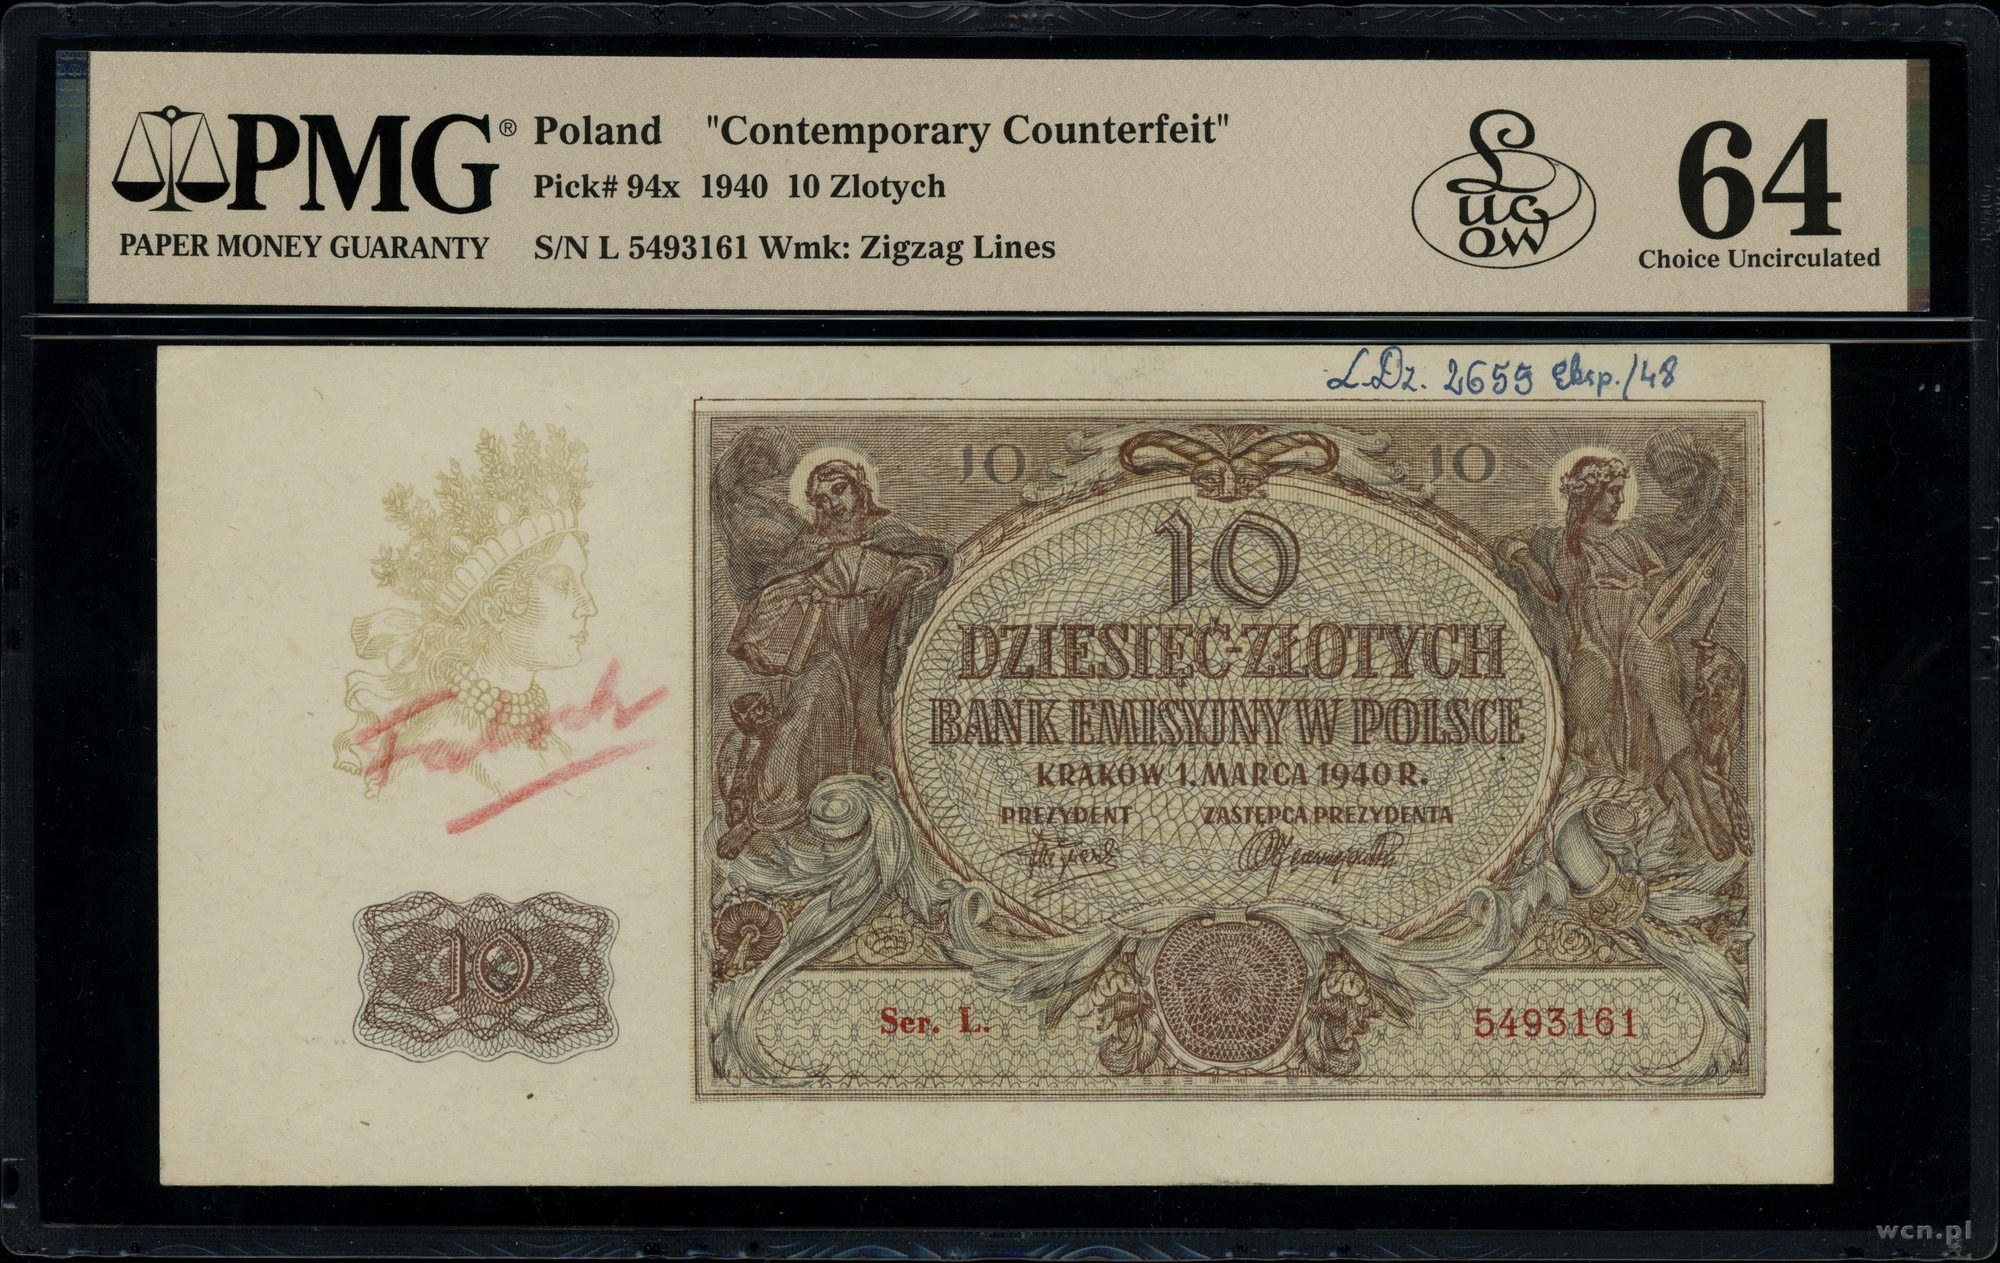 PMG® Poland "Contemporary Counterfeit"
Pick# 94x 1940 10 Zlotych
PAPER MONEY GUARANTY
S/N L 5493161 Wmk: Zigzag Lines
Lucow
64
Choice Uncirculated
L.Dz. 2659 Eksp./48
10 10
10
DZIESIĘĆ-ZŁOTYCH
BANK EMISYJNY W POLSCE
KRAKÓW 1. MARCA 1940 R.
PREZYDENT ZASTĘPCA PREZYDENTA
Falsch
10
Ser. L. 5493161
wcn.pl